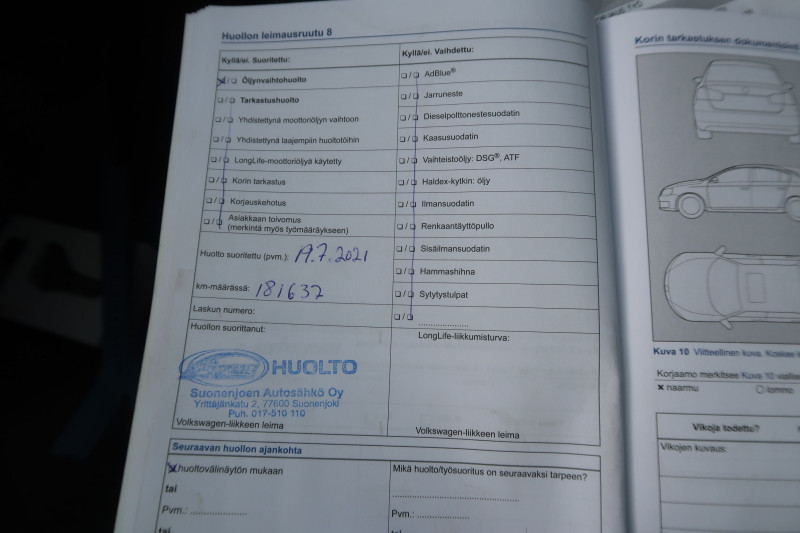 Huollon leimausruutu 8
Kyllä/ei. Suoritettu:
Öljynvaihtohuolto
Tarkastushuolto
Yhdistettynä moottoriöljyn vaihtoon
Yhdistettynä laajempiin huoltotöihin
LongLife-moottoriöljyä käytetty
Korin tarkastus
Korjauskehotus
Asiakkaan toivomus
(merkintä myös työmääräykseen)
Huolto suoritettu (pvm.): 19.7.2021
km-määrässä: 181637
Laskun numero:
Huollon suorittanut:
HUOLTO
Suonenjoen Autosähkö Oy
Yrittäjänkatu 2, 77600 Suonenjoki
Puh. 017-510 110
Volkswagen-liikkeen leima
Kyllä/ei. Vaihdettu:
AdBlue®
Jarruneste
Dieselpolttonestesuodatin
Kaasusuodatin
Vaihteistoöljy: DSG®, ATF
Haldex-kytkin: öljy
Ilmansuodatin
Renkaantäyttöpullo
Sisäilmansuodatin
Hammashihna
Sytytystulpat
LongLife-liikkumisturva:
Volkswagen-liikkeen leima
Seuraavan huollon ajankohta
huoltovälinäytön mukaan
tai
Pvm.:
tai
Mikä huolto/työsuoritus on seuraavaksi tarpeen?
Pvm.:
Korin tarkastuksen
Kuva 10 Viitteellinen kuva.
Korjaamo merkitsee Kuva 10
naarmu
Vikoja todettu?
Vikojen kuvaus: